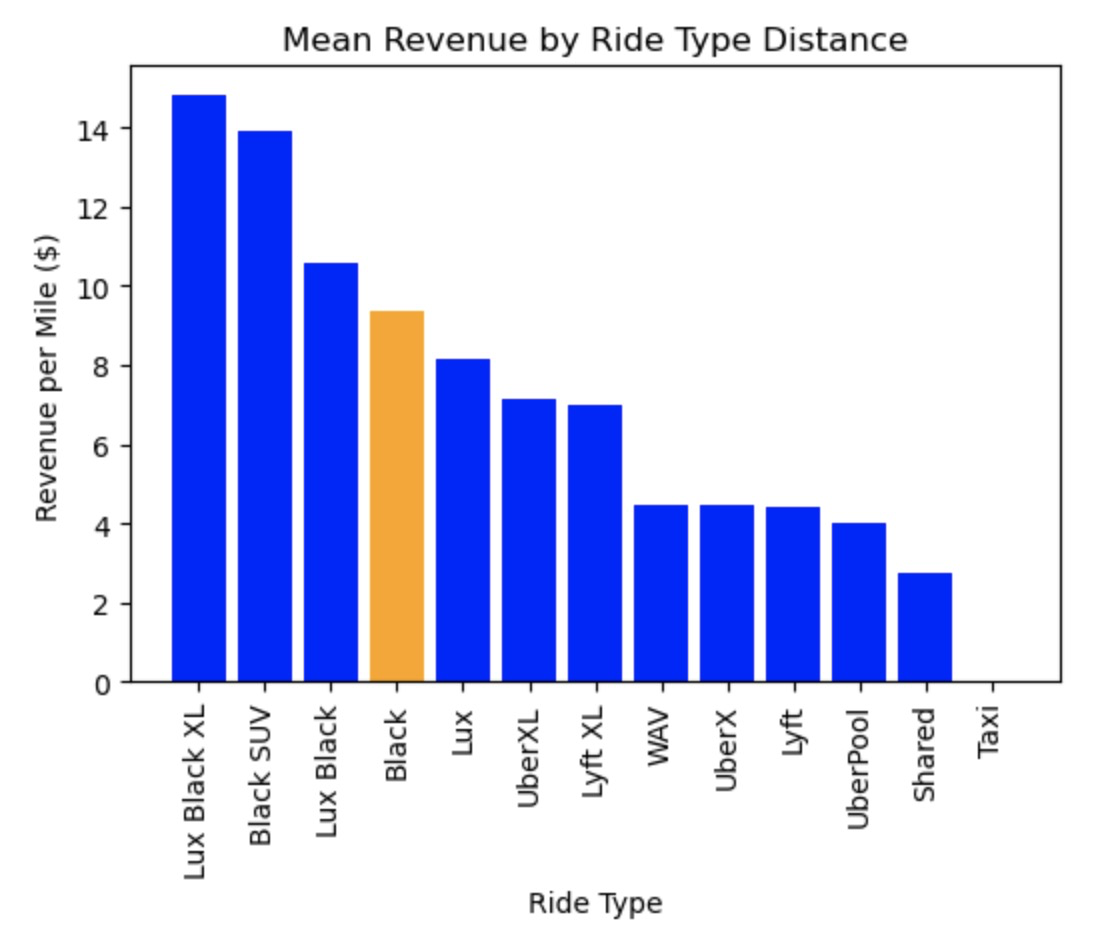 Mean Revenue by Ride Type Distance
Revenue per Mile ($)
14
12
10
8
6
4
2
0
Lux Black XL
Black SUV
Lux Black
Black
Lux
UberXL
Lyft XL
WAV
UberX
Lyft
UberPool
Shared
Taxi
Ride Type